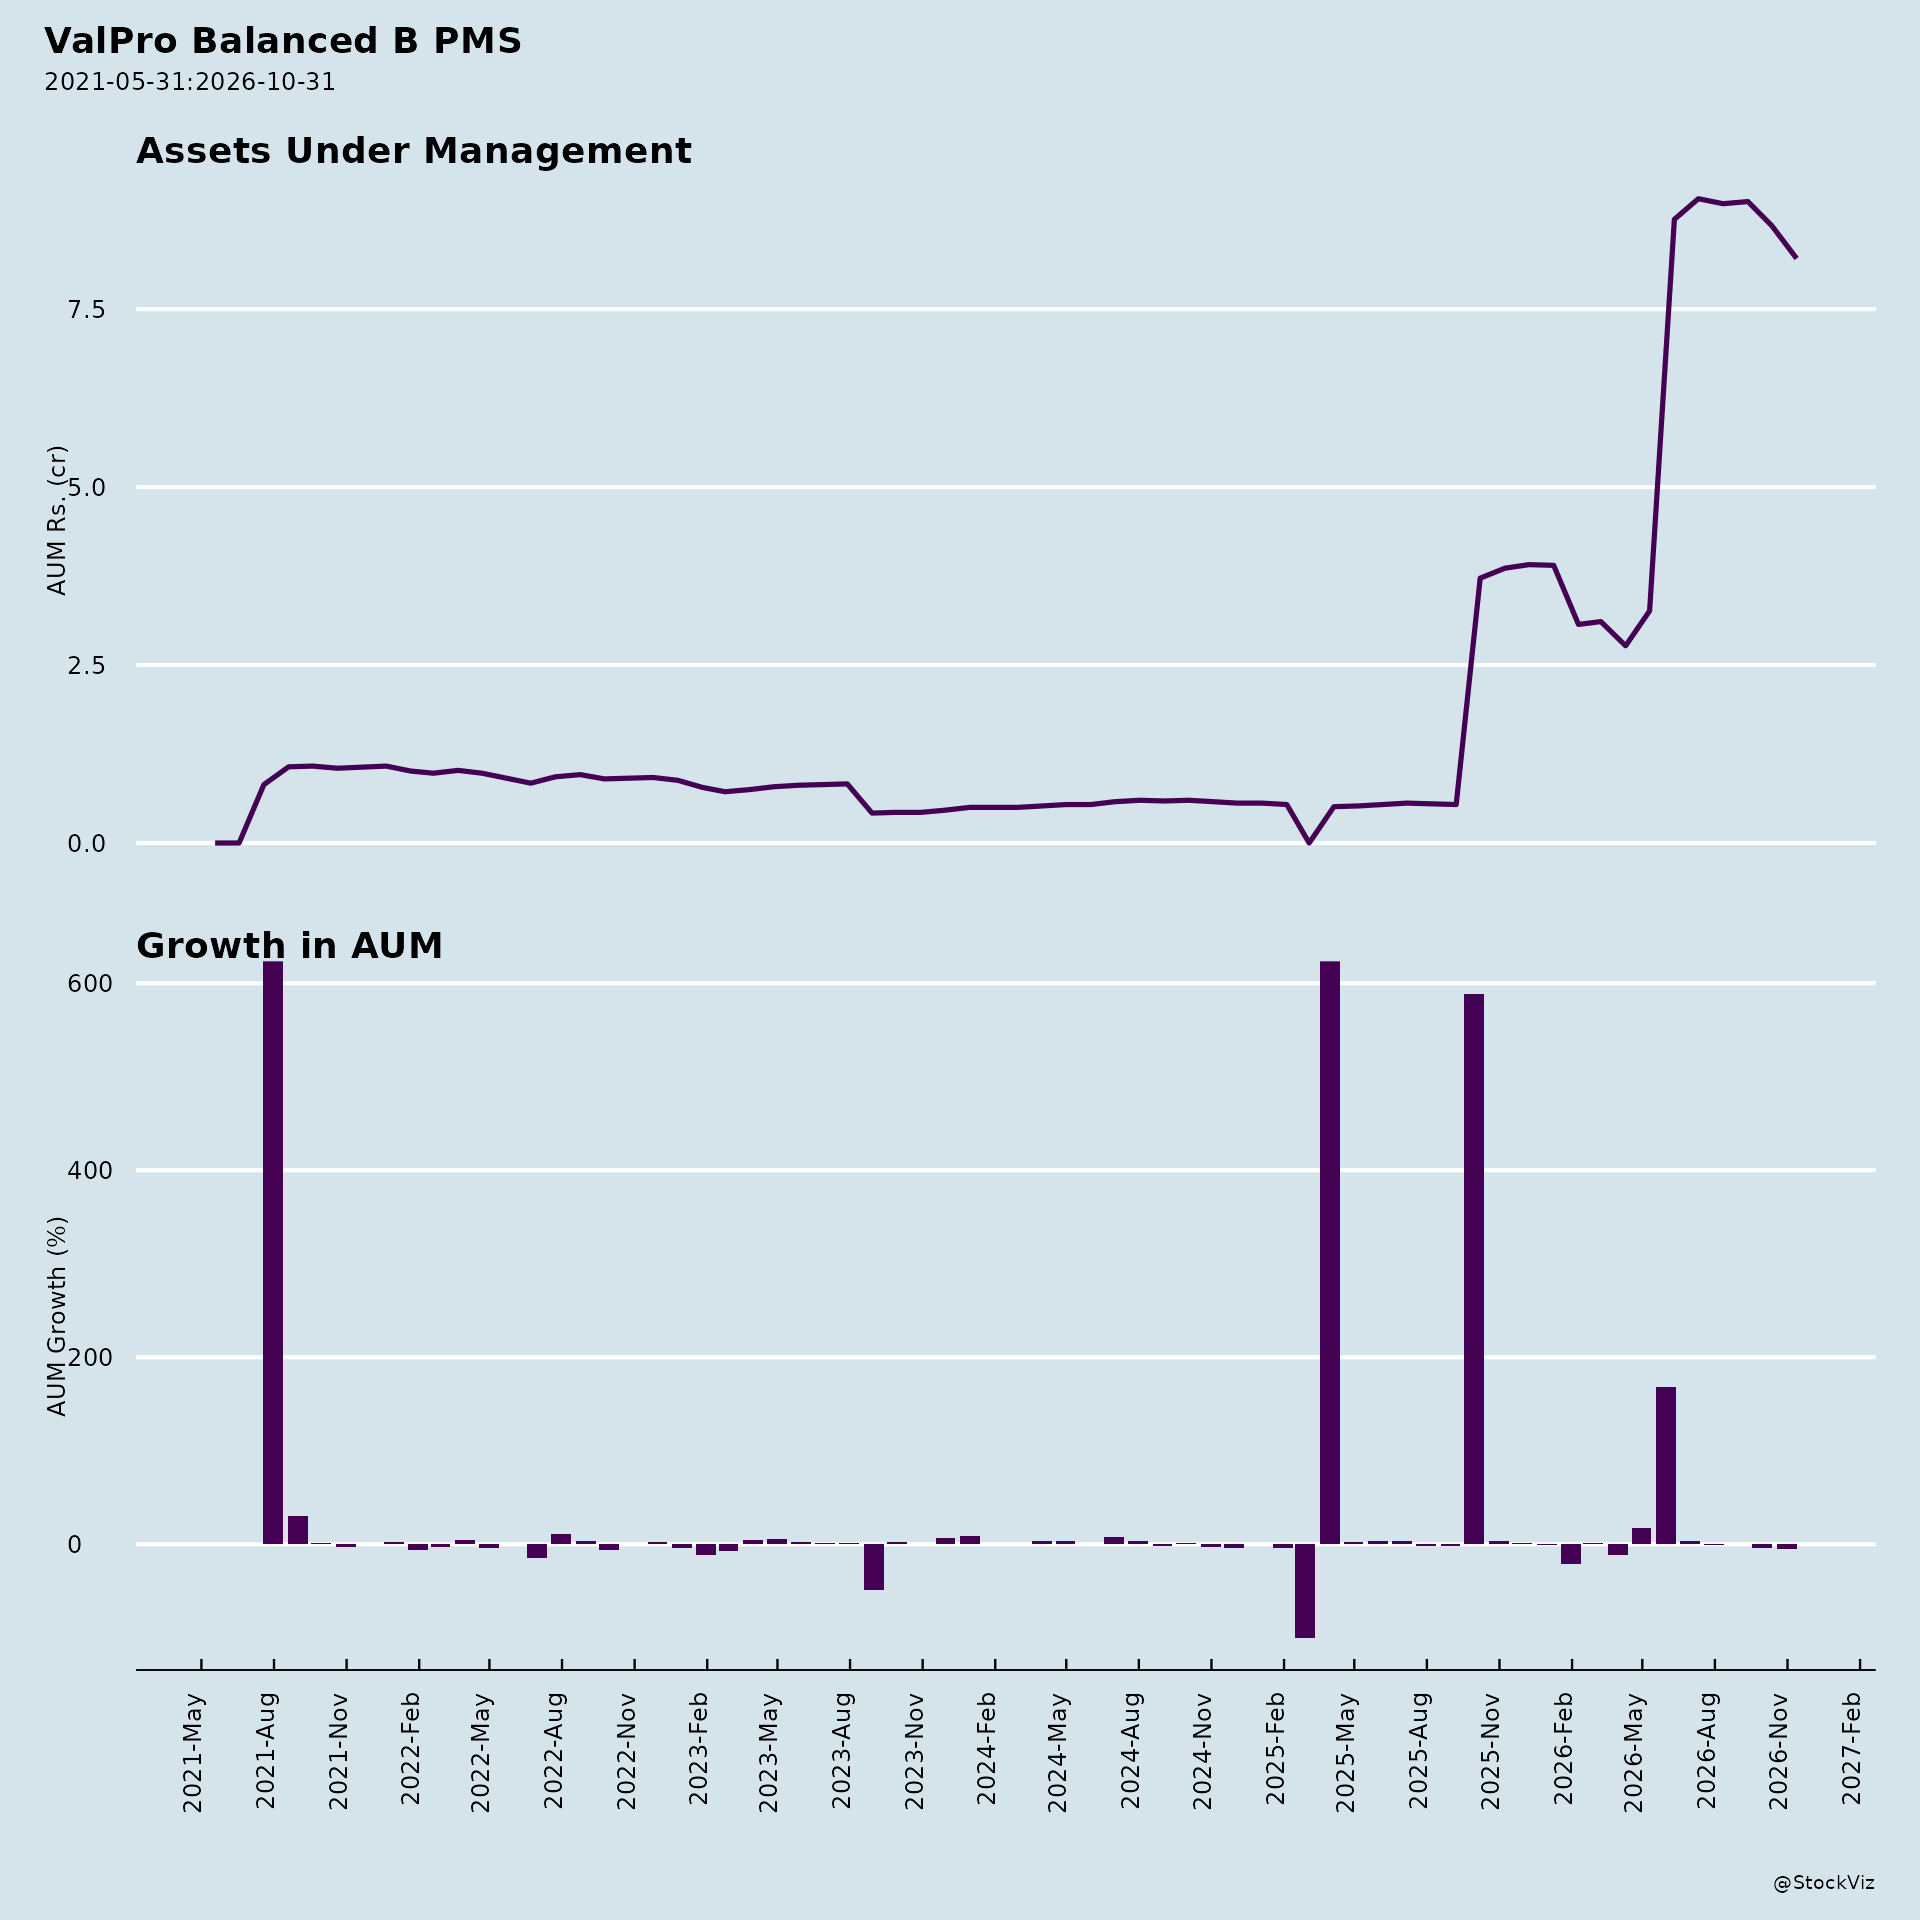 ValPro Balanced B PMS
2021-05-31:2026-10-31
Assets Under Management
AUM Rs. (cr)
7.5
5.0
2.5
0.0
Growth in AUM
AUM Growth (%)
600
400
200
0
2021-May
2021-Aug
2021-Nov
2022-Feb
2022-May
2022-Aug
2022-Nov
2023-Feb
2023-May
2023-Aug
2023-Nov
2024-Feb
2024-May
2024-Aug
2024-Nov
2025-Feb
2025-May
2025-Aug
2025-Nov
2026-Feb
2026-May
2026-Aug
2026-Nov
2027-Feb
@StockViz